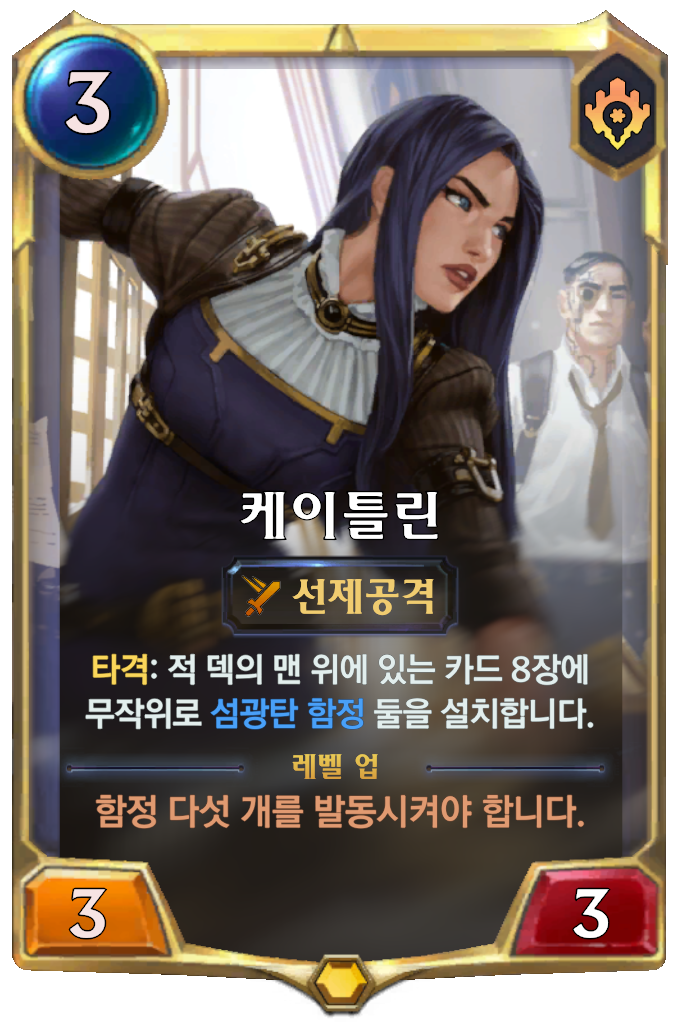 3
케이틀린
선제공격
타격: 적 덱의 맨 위에 있는 카드 8장에
무작위로 섬광탄 함정 둘을 설치합니다.
레벨 업
함정 다섯 개를 발동시켜야 합니다.
3
3